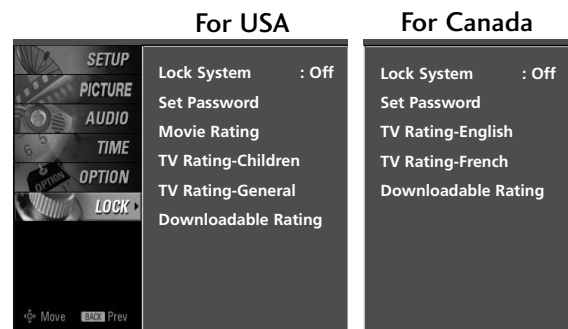 For USA
For Canada
SETUP
PICTURE
AUDIO
TIME
OPTION
LOCK
Move BACK Prev
Lock System : Off
Set Password
Movie Rating
TV Rating-Children
TV Rating-General
Downloadable Rating
Lock System : Off
Set Password
TV Rating-English
TV Rating-French
Downloadable Rating